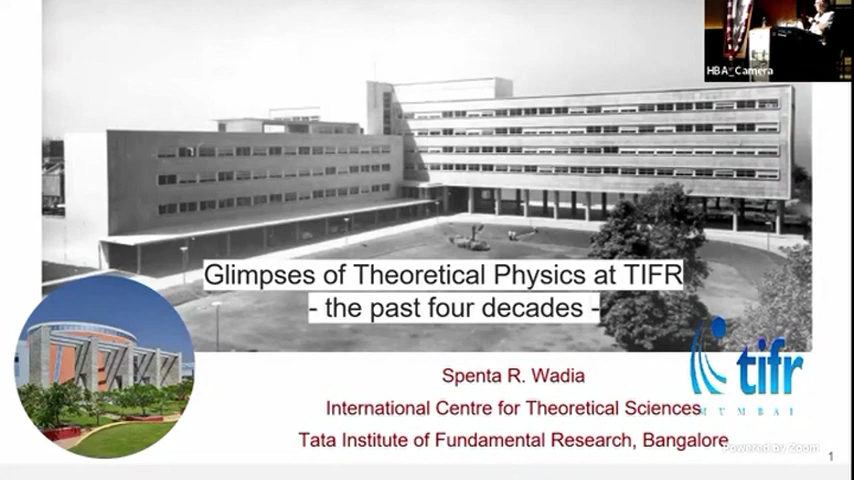 HBA_Camera
Glimpses of Theoretical Physics at TIFR
- the past four decades -
Spenta R. Wadia
International Centre for Theoretical Sciences
Tata Institute of Fundamental Research, Bangalore
tifr
MUMBAI
Powered by Zoom
1